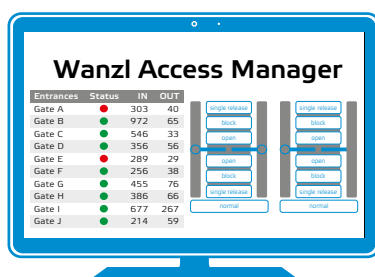 Wanzl Access Manager
Entrances Status IN OUT
Gate A 303 40
Gate B 972 65
Gate C 546 33
Gate D 356 56
Gate E 289 29
Gate F 256 38
Gate G 455 76
Gate H 386 66
Gate I 677 267
Gate J 214 59
single release single release
block block
open open
open open
block block
single release single release
normal normal